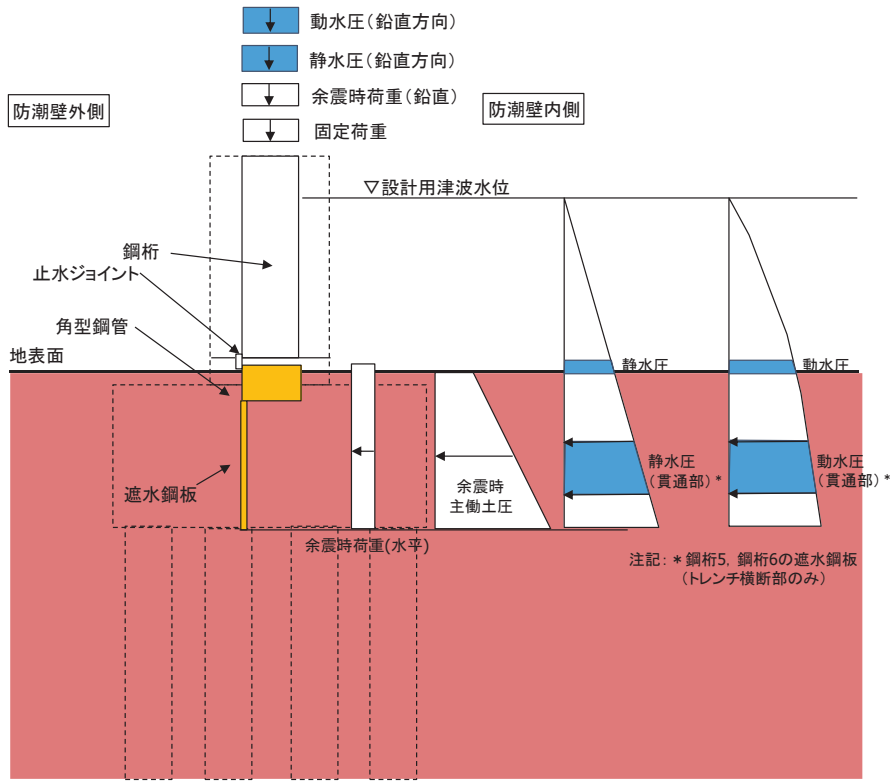 動水圧(鉛直方向)
静水圧(鉛直方向)
余震時荷重(鉛直)
固定荷重
防潮壁外側
防潮壁内側
▽設計用津波水位
鋼桁
止水ジョイント
角型鋼管
地表面
静水圧
動水圧
遮水鋼板
余震時
主働土圧
静水圧
(貫通部)*
動水圧
(貫通部)*
余震時荷重(水平)
注記:*鋼桁5,鋼桁6の遮水鋼板
(トレンチ横断部のみ)